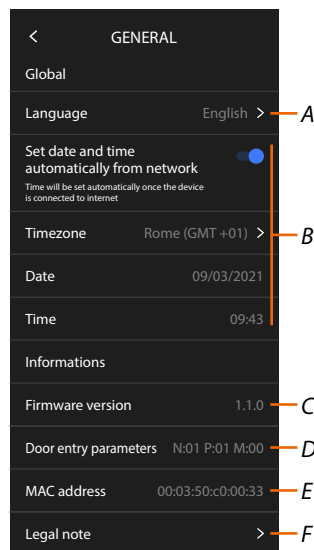 < GENERAL
Global
Language English > A
Set date and time
automatically from network
Time will be set automatically once the device
is connected to internet
Timezone Rome (GMT +01) > B
Date 09/03/2021
Time 09:43
Informations
Firmware version 1.1.0 C
Door entry parameters N:01 P:01 M:00 D
MAC address 00:03:50:c0:00:33 E
Legal note > F